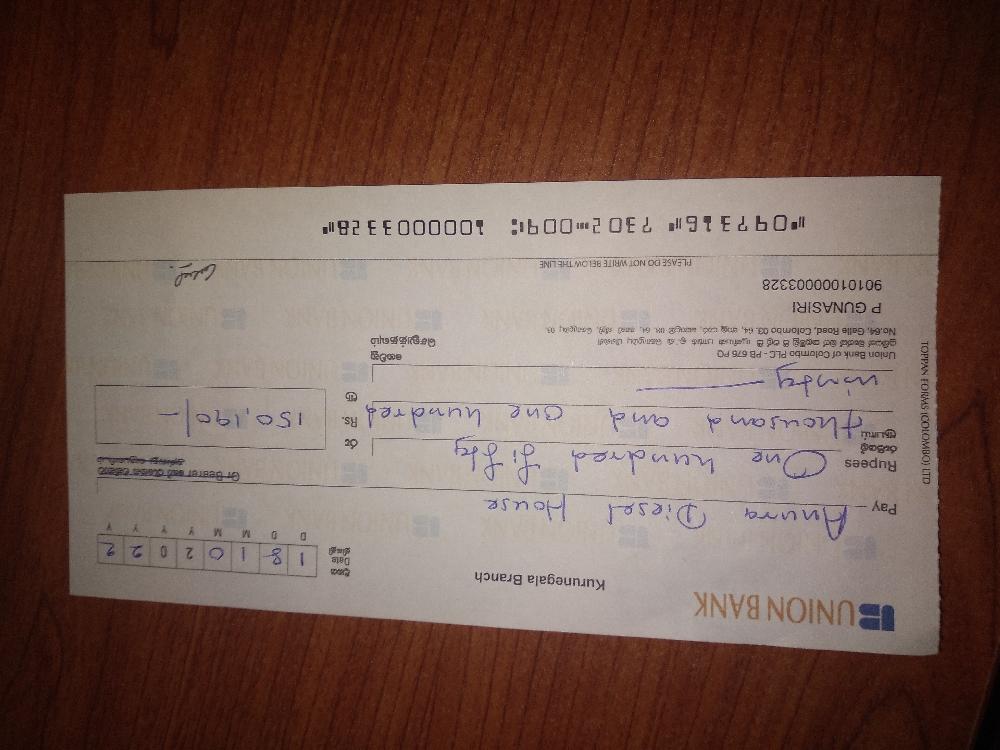 UNION BANK
Kurunegala Branch
Date
1 8 1 0 2 0 2 2
D D M M Y Y Y Y
Pay Anura Diesel House
Or Bearer
Rupees One hundred fifty
thousand and one hundred
Rs. 150,190/-
ninety
Union Bank of Colombo PLC - PB 676 PQ
No.64, Galle Road, Colombo 03.
P GUNASIRI
901010000003328
PLEASE DO NOT WRITE BELOW THE LINE
⑈097316⑈ 7302⑉009⑆ 1000003328⑈
TOPPAN FORMS (COLOMBO) LTD